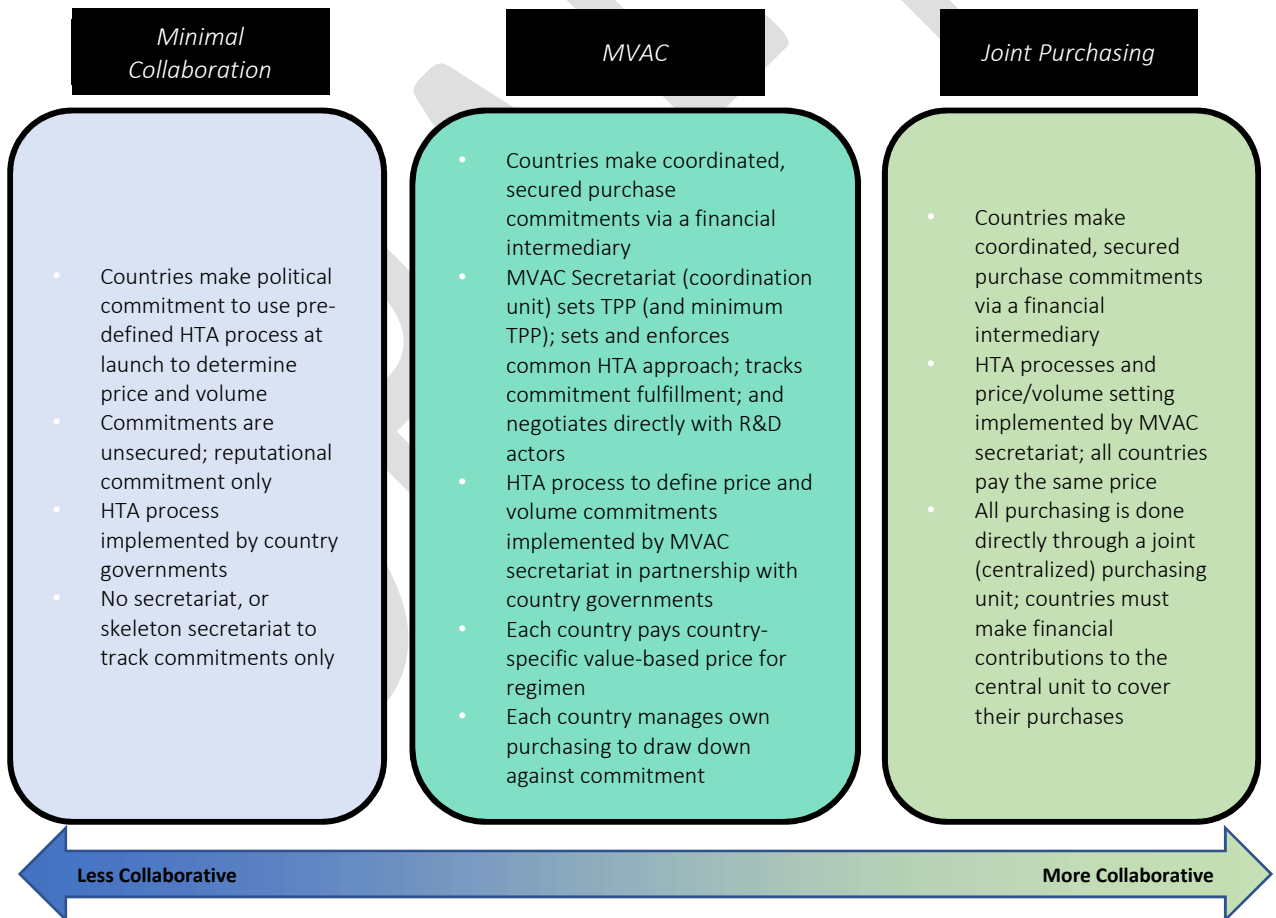 Minimal
Collaboration
MVAC
Joint Purchasing
• Countries make political
commitment to use pre-
defined HTA process at
launch to determine
price and volume
• Commitments are
unsecured; reputational
commitment only
• HTA process
implemented by country
governments
• No secretariat, or
skeleton secretariat to
track commitments only
• Countries make coordinated,
secured purchase
commitments via a financial
intermediary
• MVAC Secretariat (coordination
unit) sets TPP (and minimum
TPP); sets and enforces
common HTA approach; tracks
commitment fulfillment; and
negotiates directly with R&D
actors
• HTA process to define price and
volume commitments
implemented by MVAC
secretariat in partnership with
country governments
• Each country pays country-
specific value-based price for
regimen
• Each country manages own
purchasing to draw down
against commitment
• Countries make
coordinated, secured
purchase commitments
via a financial
intermediary
• HTA processes and
price/volume setting
implemented by MVAC
secretariat; all countries
pay the same price
• All purchasing is done
directly through a joint
(centralized) purchasing
unit; countries must
make financial
contributions to the
central unit to cover
their purchases
Less Collaborative
More Collaborative